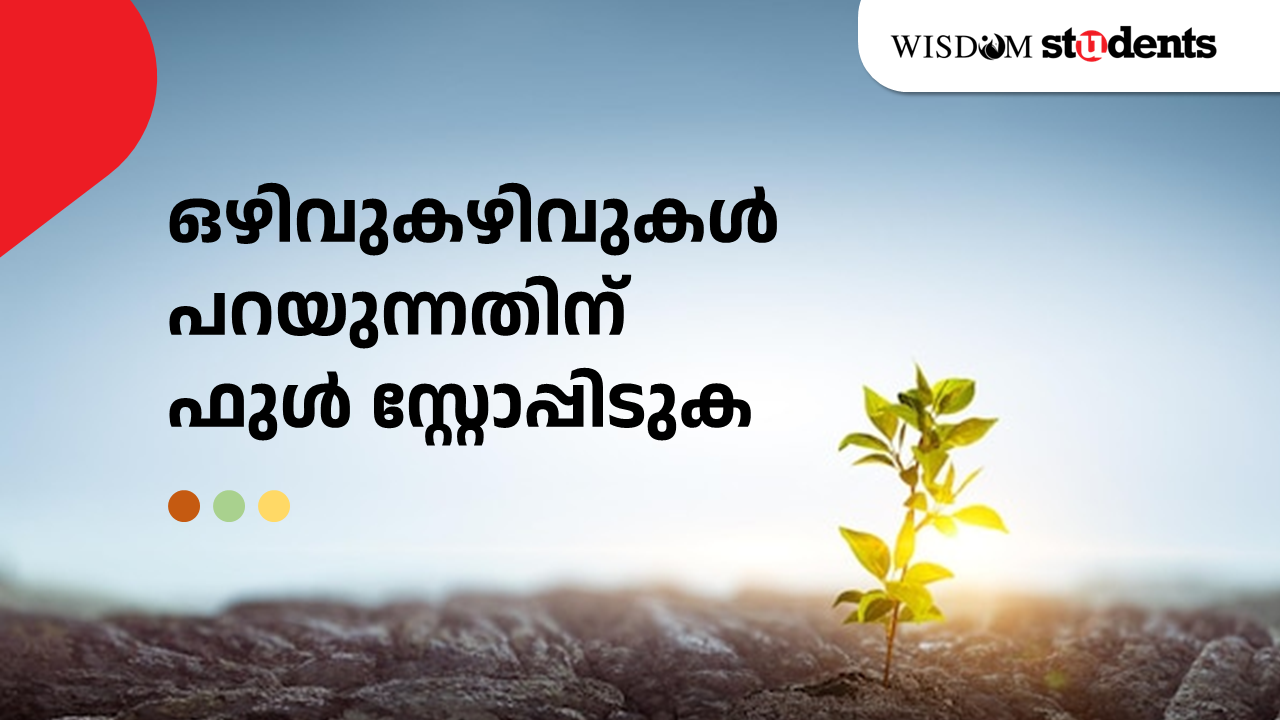 WISDOM students
ഒഴിവുകഴിവുകൾ
പറയുന്നതിന്
ഫുൾ സ്റ്റോപ്പിടുക